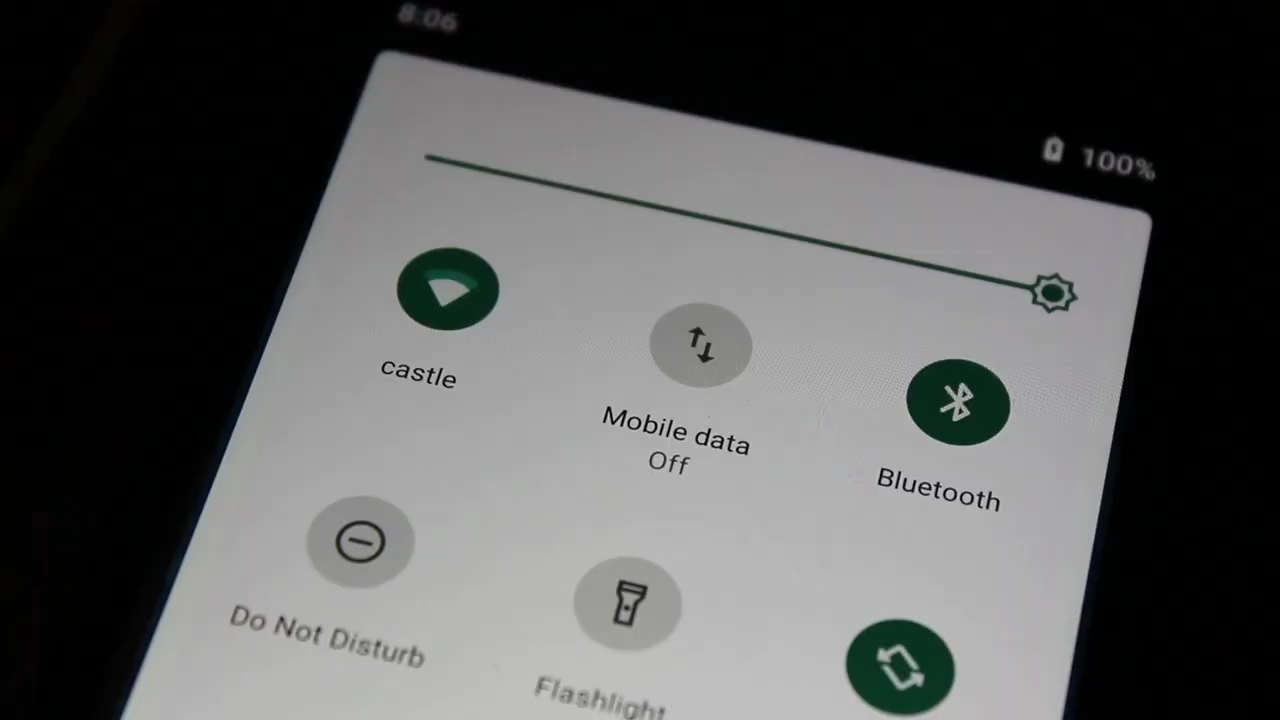 8:06
100%
castle
Mobile data
Off
Bluetooth
Do Not Disturb
Flashlight